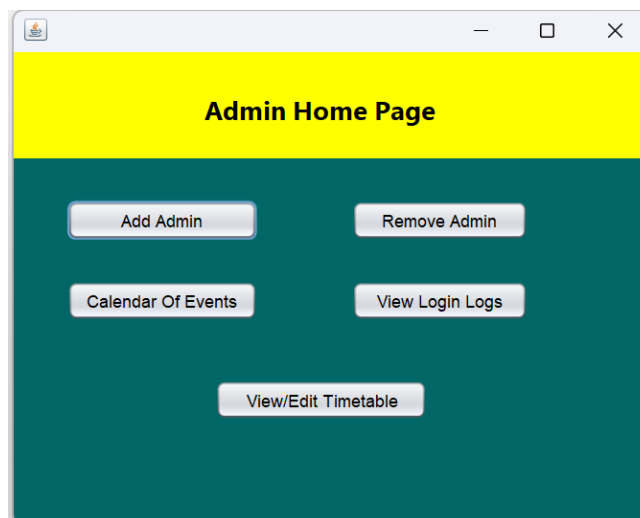 Admin Home Page
Add Admin
Remove Admin
Calendar Of Events
View Login Logs
View/Edit Timetable